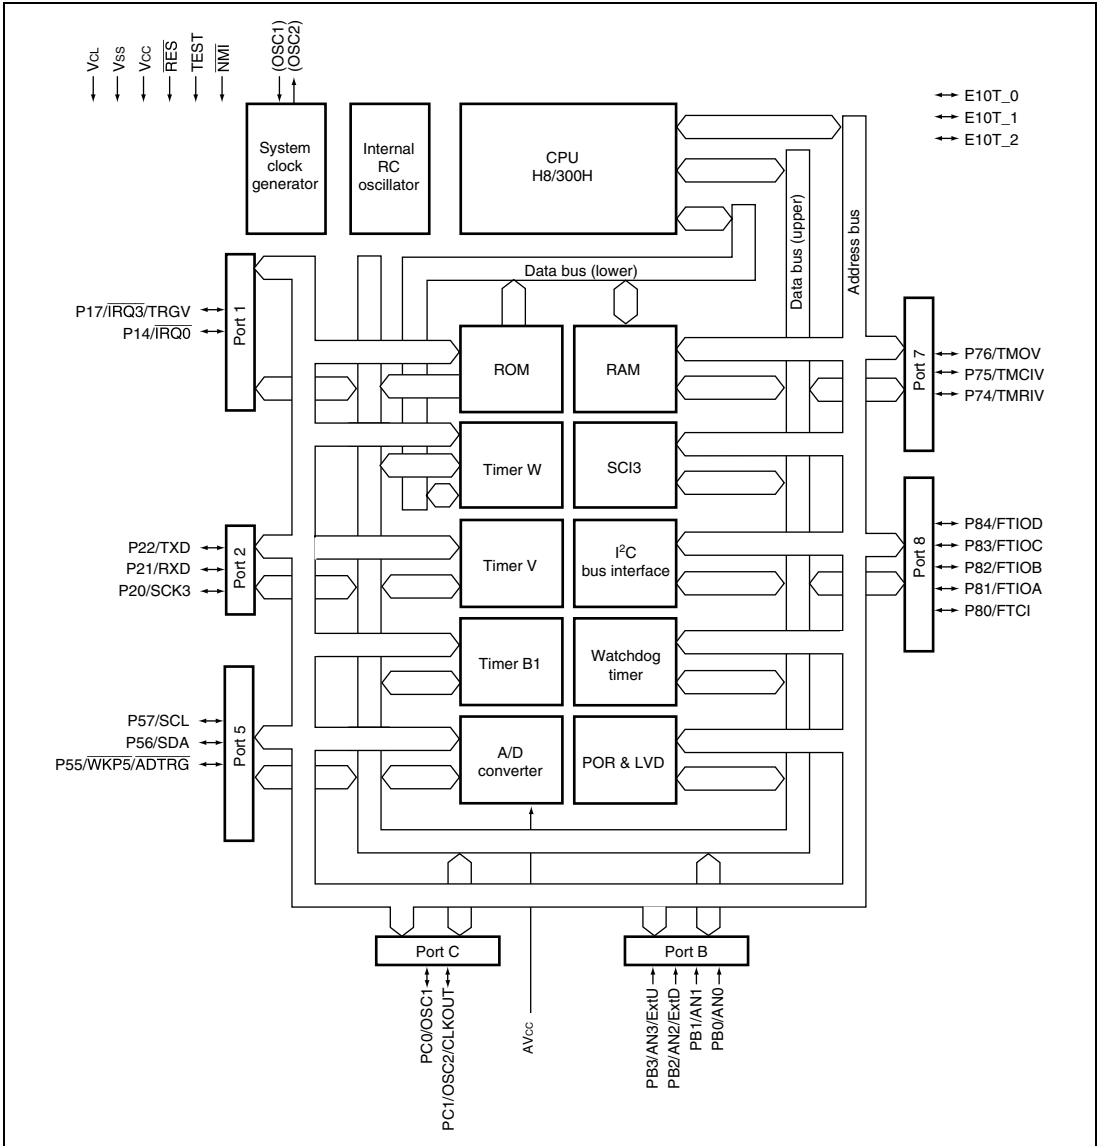 VCL
VSS
VCC
RES
TEST
NMI
(OSC1)
(OSC2)
E10T_0
E10T_1
E10T_2
System
clock
generator
Internal
RC
oscillator
CPU
H8/300H
Data bus (lower)
Data bus (upper)
Address bus
P17/IRQ3/TRGV
P14/IRQ0
Port 1
ROM
RAM
Port 7
P76/TMOV
P75/TMCIV
P74/TMRIV
Timer W
SCI3
P22/TXD
P21/RXD
P20/SCK3
Port 2
Timer V
I²C
bus interface
Port 8
P84/FTIOD
P83/FTIOC
P82/FTIOB
P81/FTIOA
P80/FTCI
Timer B1
Watchdog
timer
P57/SCL
P56/SDA
P55/WKP5/ADTRG
Port 5
A/D
converter
POR & LVD
Port C
Port B
PC0/OSC1
PC1/OSC2/CLKOUT
AVCC
PB3/AN3/ExtU
PB2/AN2/ExtD
PB1/AN1
PB0/AN0